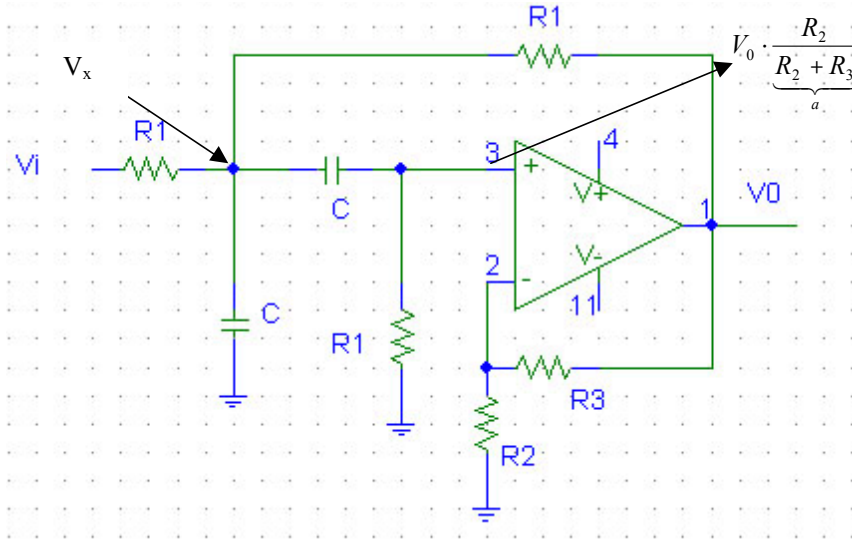 R1
V₀ · R₂ / (R₂ + R₃)
a
Vₓ
R1
Vi
3
+
4
V+
C
1
V0
2
-
V-
11
C
R1
R3
R2